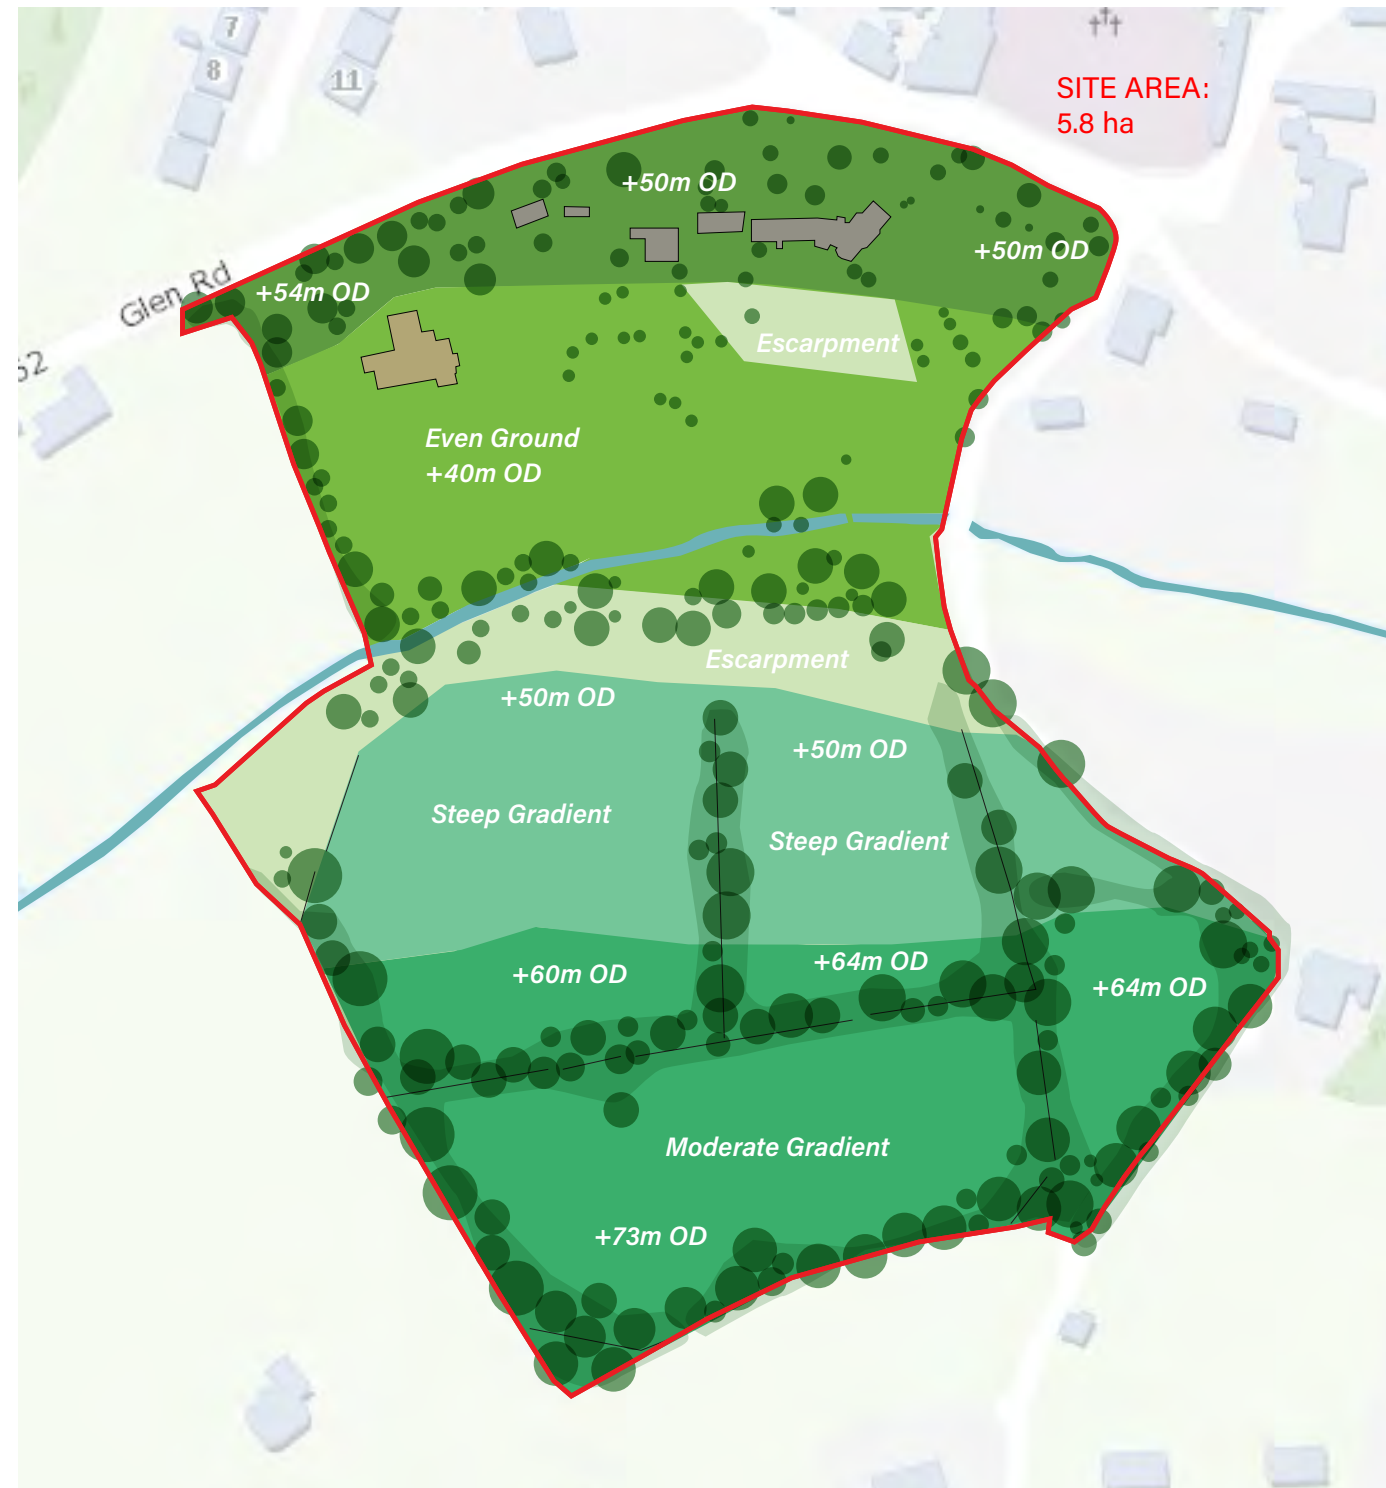 7
8
11
SITE AREA:
5.8 ha
+50m OD
+50m OD
Glen Rd
+54m OD
Escarpment
52
Even Ground
+40m OD
Escarpment
+50m OD
+50m OD
Steep Gradient
Steep Gradient
+64m OD
+60m OD
+64m OD
Moderate Gradient
+73m OD